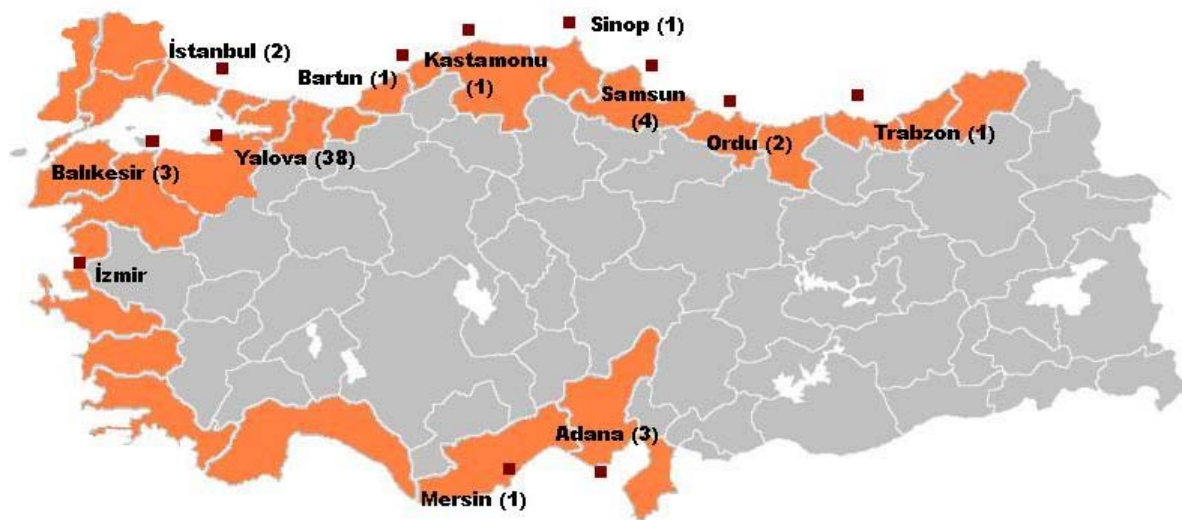 Sinop (1)
İstanbul (2)
Kastamonu
(1)
Bartın (1)
Samsun
(4)
Ordu (2)
Trabzon (1)
Yalova (38)
Balıkesir (3)
İzmir
Adana (3)
Mersin (1)